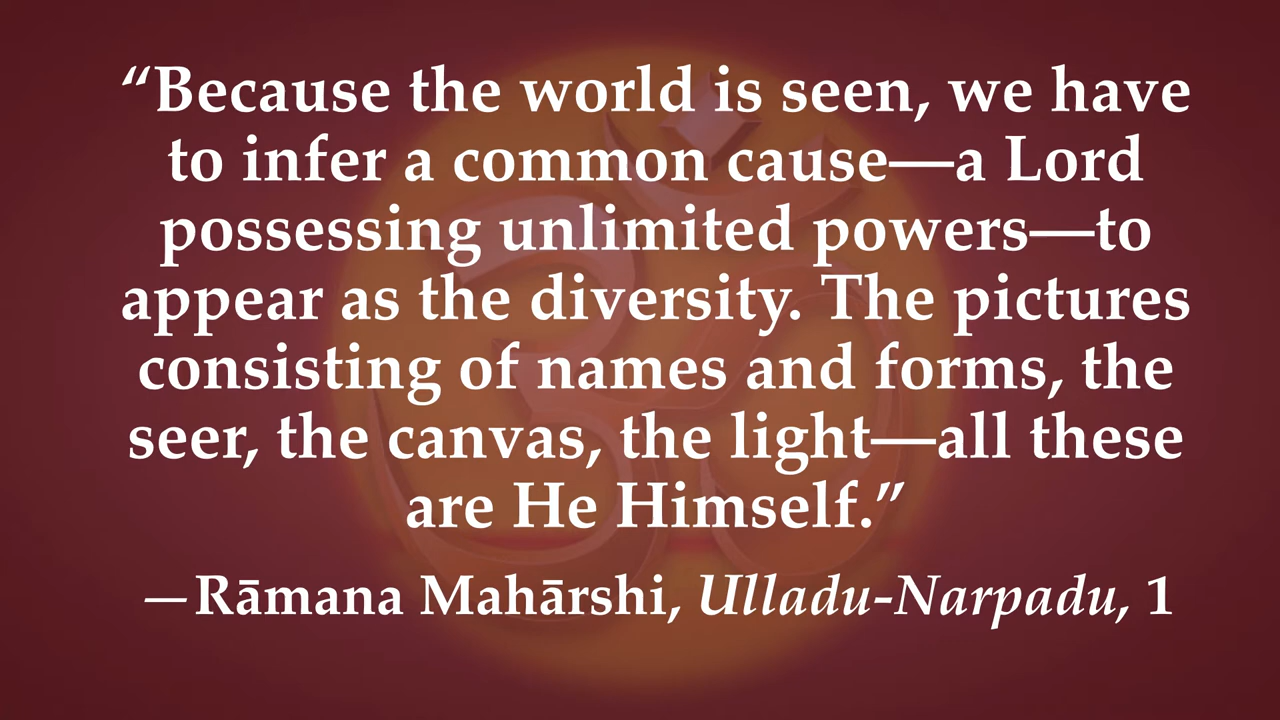 “Because the world is seen, we have
to infer a common cause—a Lord
possessing unlimited powers—to
appear as the diversity. The pictures
consisting of names and forms, the
seer, the canvas, the light—all these
are He Himself.”
—Rāmana Mahārshi, Ulladu-Narpadu, 1